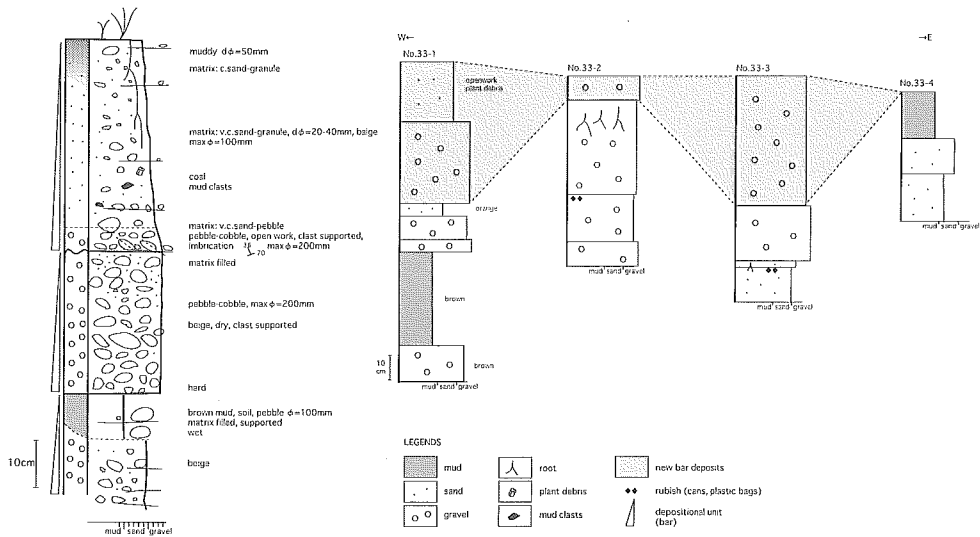 muddy dϕ=50mm
matrix: c.sand-granule
matrix: v.c.sand-granule, dϕ=20-40mm, beige
max ϕ=100mm
coal
mud clasts
matrix: v.c.sand-pebble
pebble-cobble, open work, clast supported,
imbrication 70 max ϕ=200mm
matrix filled
pebble-cobble, max ϕ=200mm
beige, dry, clast supported
hard
brown mud, soil, pebble ϕ=100mm
matrix filled, supported
wet
beige
10cm
mud sand gravel
W←
→E
No.33-1
openwork
plant debris
orange
brown
brown
10
cm
mud sand gravel
No.33-2
mud sand gravel
No.33-3
mud sand gravel
No.33-4
mud sand gravel
LEGENDS
mud
sand
gravel
root
plant debris
mud clasts
new bar deposits
rubish (cans, plastic bags)
depositional unit
(bar)